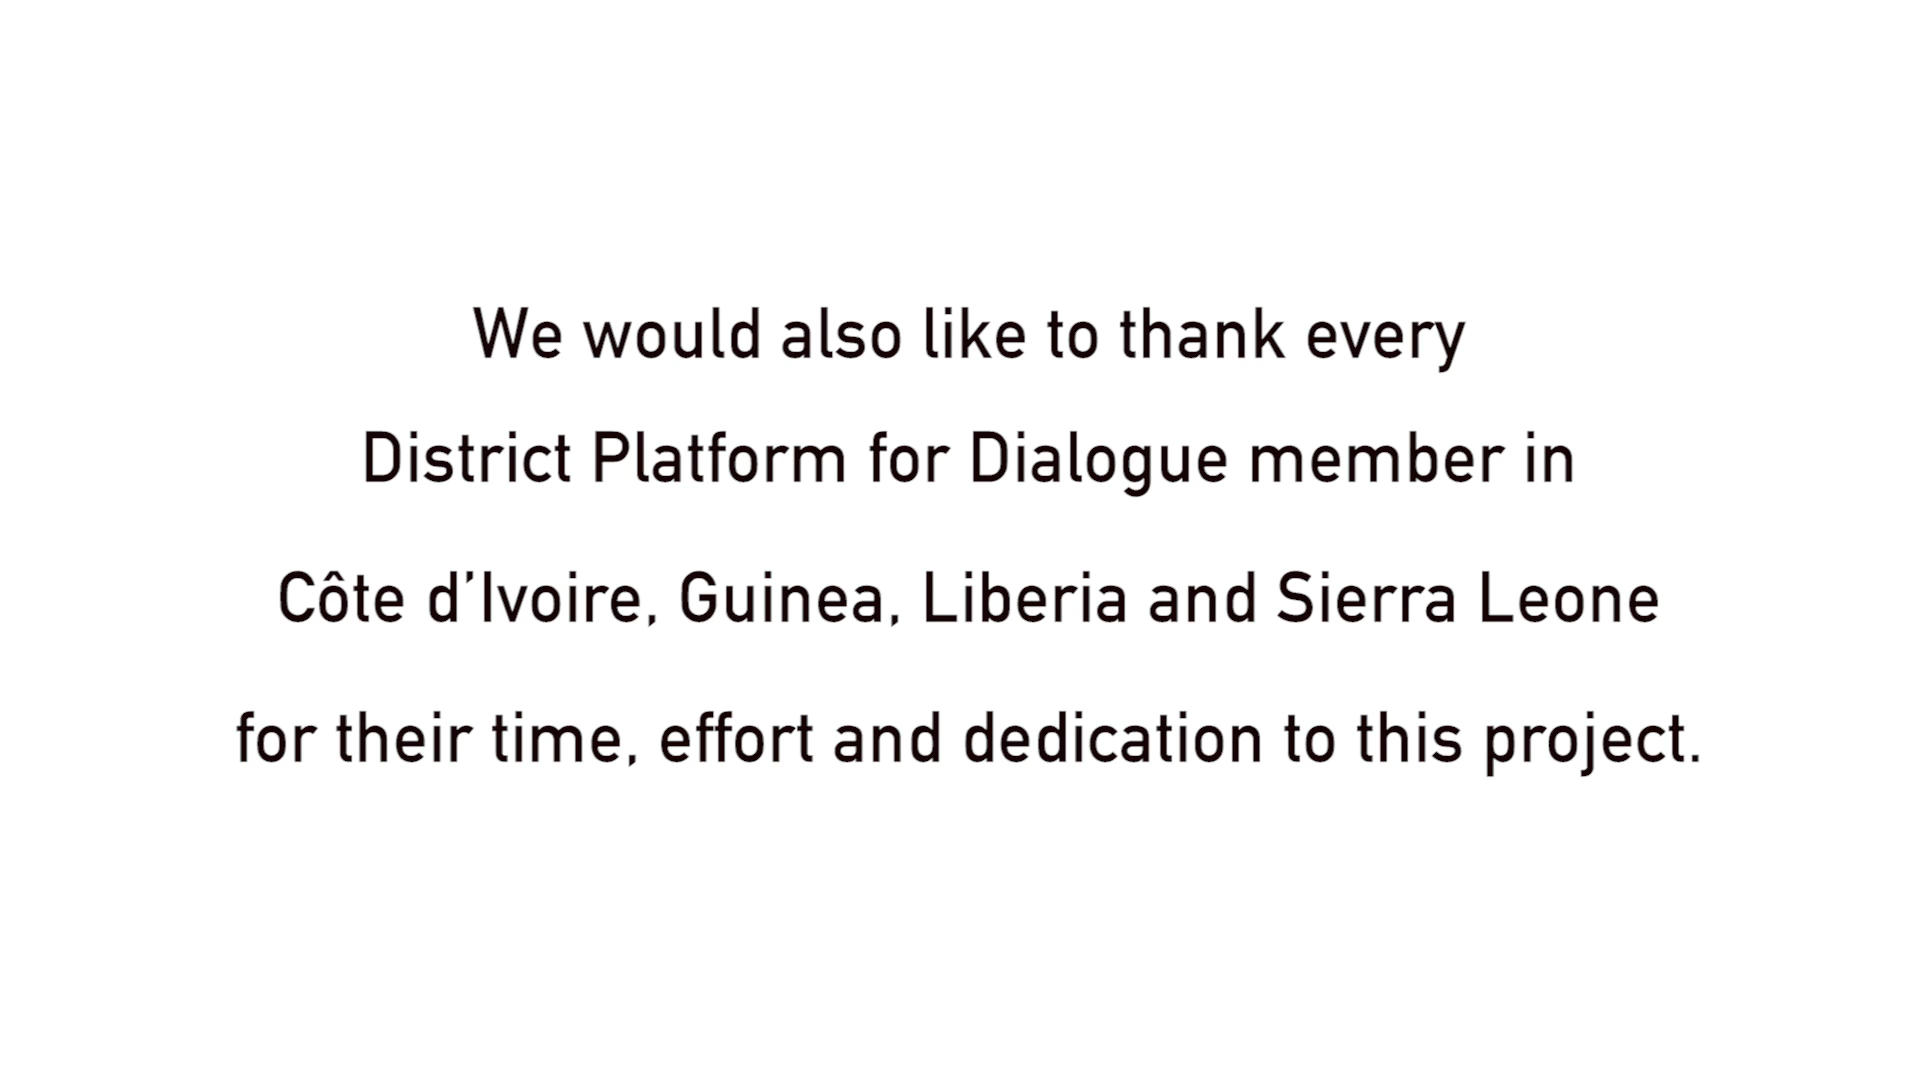 We would also like to thank every
District Platform for Dialogue member in
Côte d’Ivoire, Guinea, Liberia and Sierra Leone
for their time, effort and dedication to this project.